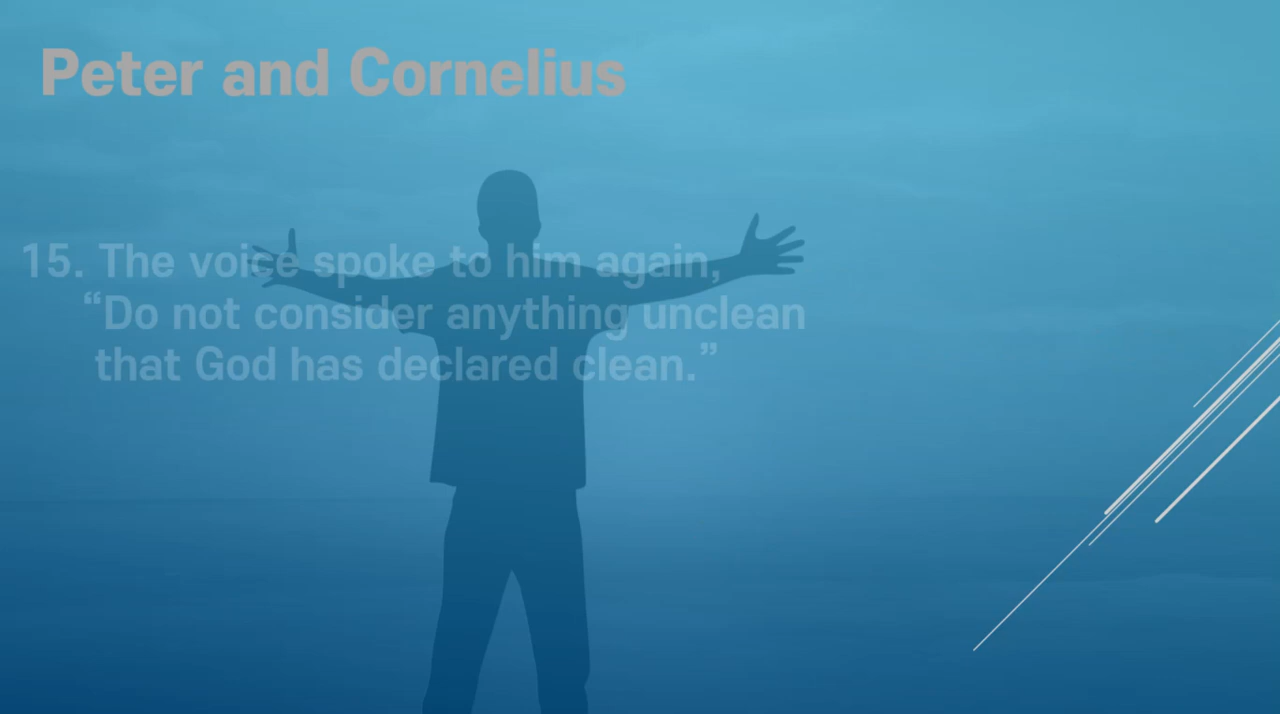 Peter and Cornelius
15. The voice spoke to him again,
“Do not consider anything unclean
that God has declared clean.”